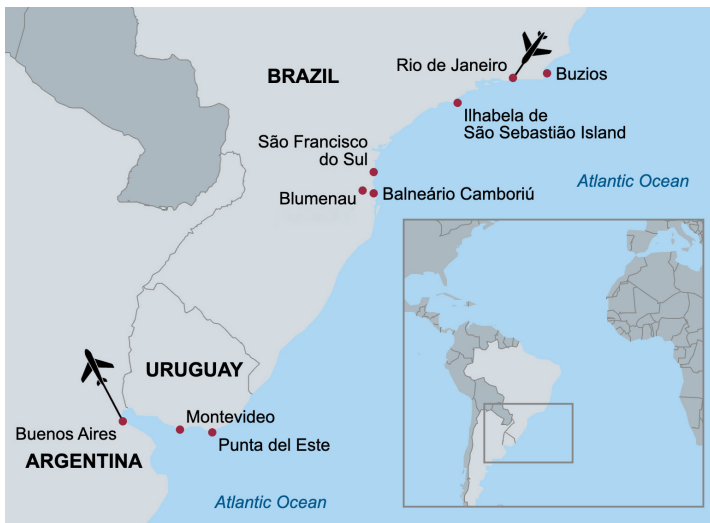 BRAZIL
Rio de Janeiro
Buzios
Ilhabela de
São Sebastião Island
São Francisco
do Sul
Blumenau
Balneário Camboriú
Atlantic Ocean
URUGUAY
Montevideo
Buenos Aires
Punta del Este
ARGENTINA
Atlantic Ocean